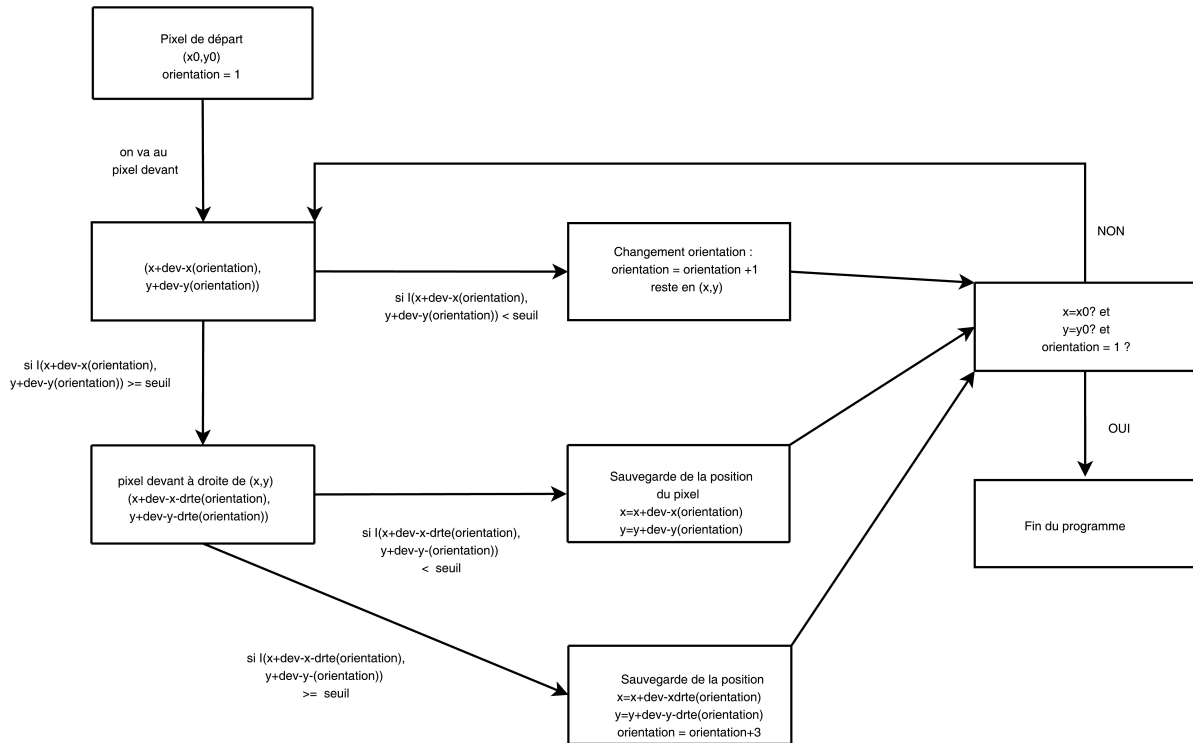 Pixel de départ
(x0,y0)
orientation = 1
on va au
pixel devant
(x+dev-x(orientation),
y+dev-y(orientation))
si I(x+dev-x(orientation),
y+dev-y(orientation)) < seuil
Changement orientation :
orientation = orientation +1
reste en (x,y)
NON
x=x0? et
y=y0? et
orientation = 1 ?
si I(x+dev-x(orientation),
y+dev-y(orientation)) >= seuil
OUI
pixel devant à droite de (x,y)
(x+dev-x-drte(orientation),
y+dev-y-drte(orientation))
si I(x+dev-x-drte(orientation),
y+dev-y-(orientation))
< seuil
Sauvegarde de la position
du pixel
x=x+dev-x(orientation)
y=y+dev-y(orientation)
Fin du programme
si I(x+dev-x-drte(orientation),
y+dev-y-(orientation))
>= seuil
Sauvegarde de la position
x=x+dev-xdrte(orientation)
y=y+dev-y-drte(orientation)
orientation = orientation+3